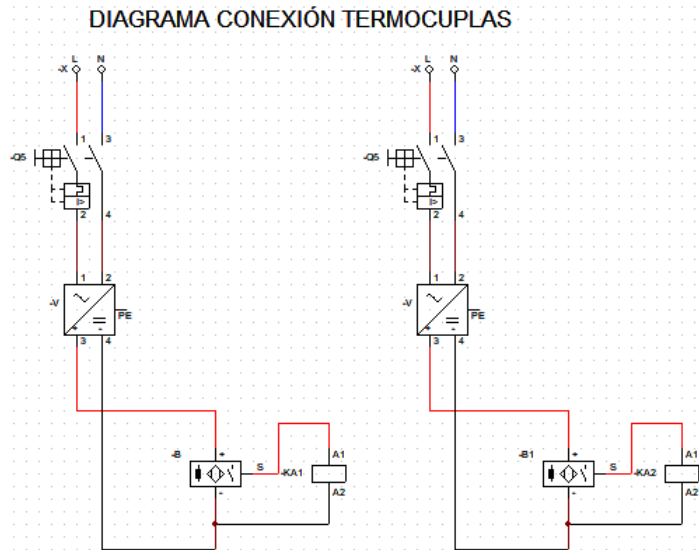 DIAGRAMA CONEXIÓN TERMOCUPLAS
L N L N
-X -X
1 3 1 3
-Q5 -Q5
I> I>
2 4 2 4
1 2 1 2
-V PE -V PE
+ - + -
3 4 3 4
-B + A1 -B1 + A1
S -KA1 S -KA2
- A2 - A2